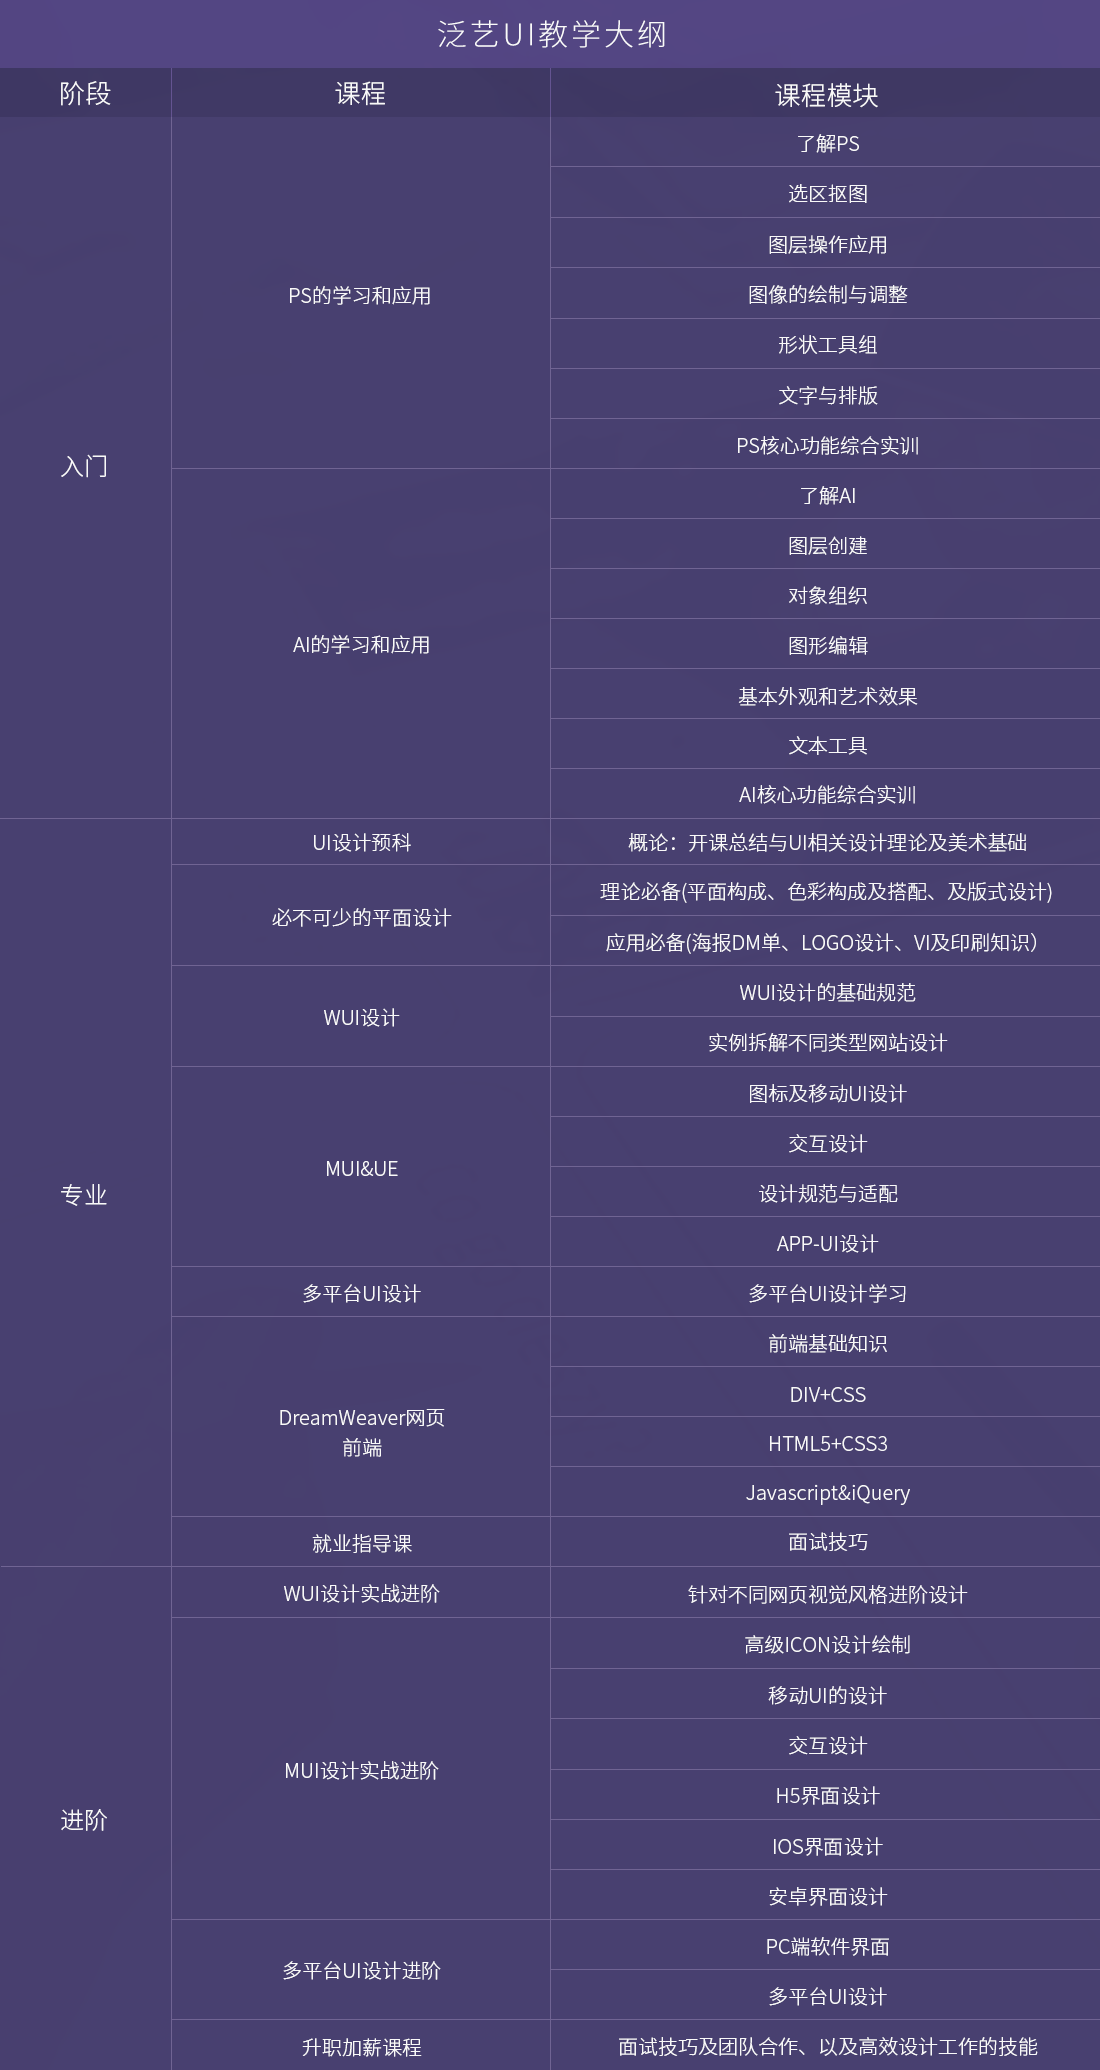 泛艺UI教学大纲
阶段
课程
课程模块
入门
PS的学习和应用
了解PS
选区抠图
图层操作应用
图像的绘制与调整
形状工具组
文字与排版
PS核心功能综合实训
AI的学习和应用
了解AI
图层创建
对象组织
图形编辑
基本外观和艺术效果
文本工具
AI核心功能综合实训
专业
UI设计预科
概论：开课总结与UI相关设计理论及美术基础
必不可少的平面设计
理论必备(平面构成、色彩构成及搭配、及版式设计)
应用必备(海报DM单、LOGO设计、VI及印刷知识）
WUI设计
WUI设计的基础规范
实例拆解不同类型网站设计
MUI&UE
图标及移动UI设计
交互设计
设计规范与适配
APP-UI设计
多平台UI设计
多平台UI设计学习
DreamWeaver网页
前端
前端基础知识
DIV+CSS
HTML5+CSS3
Javascript&iQuery
就业指导课
面试技巧
进阶
WUI设计实战进阶
针对不同网页视觉风格进阶设计
MUI设计实战进阶
高级ICON设计绘制
移动UI的设计
交互设计
H5界面设计
IOS界面设计
安卓界面设计
多平台UI设计进阶
PC端软件界面
多平台UI设计
升职加薪课程
面试技巧及团队合作、以及高效设计工作的技能